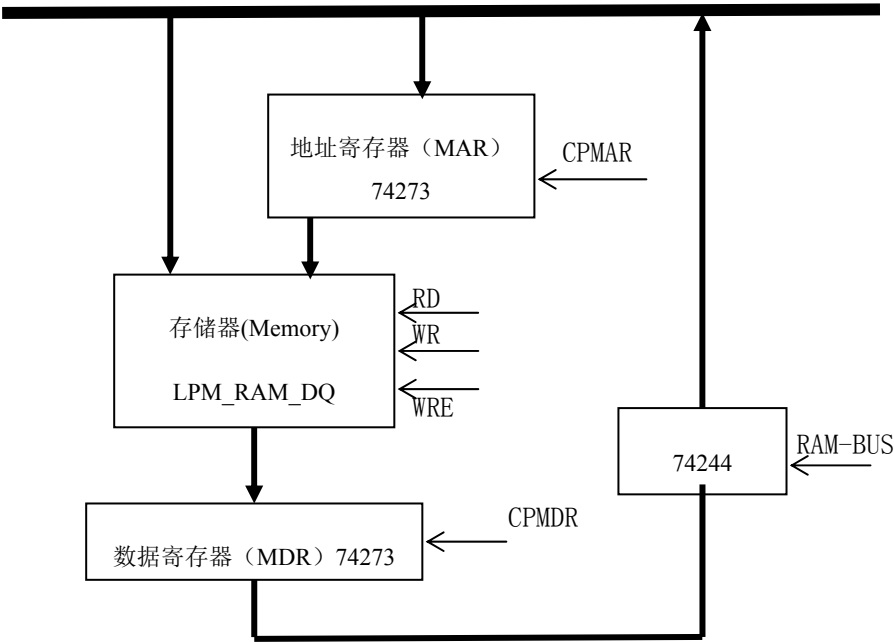 地址寄存器（MAR）
74273
CPMAR
存储器(Memory)
LPM_RAM_DQ
RD
WR
WRE
74244
RAM-BUS
数据寄存器（MDR）74273
CPMDR